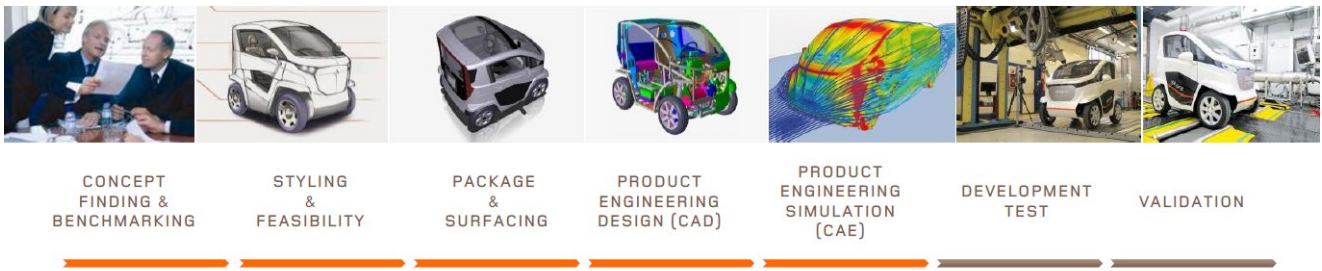 CONCEPT
FINDING &
BENCHMARKING
STYLING
&
FEASIBILITY
PACKAGE
&
SURFACING
PRODUCT
ENGINEERING
DESIGN (CAD)
PRODUCT
ENGINEERING
SIMULATION
(CAE)
DEVELOPMENT
TEST
VALIDATION